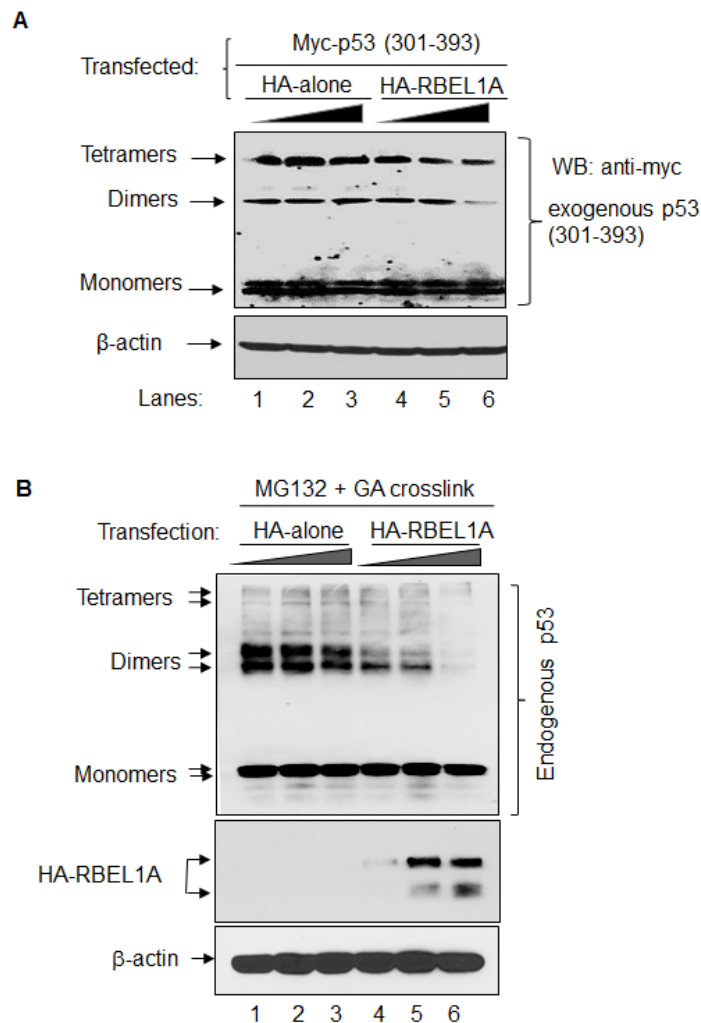 A
Myc-p53 (301-393)
Transfected:
HA-alone HA-RBEL1A
Tetramers
WB: anti-myc
Dimers
exogenous p53
(301-393)
Monomers
β-actin
Lanes: 1 2 3 4 5 6
B
MG132 + GA crosslink
Transfection: HA-alone HA-RBEL1A
Tetramers
Dimers
Endogenous p53
Monomers
HA-RBEL1A
β-actin
1 2 3 4 5 6